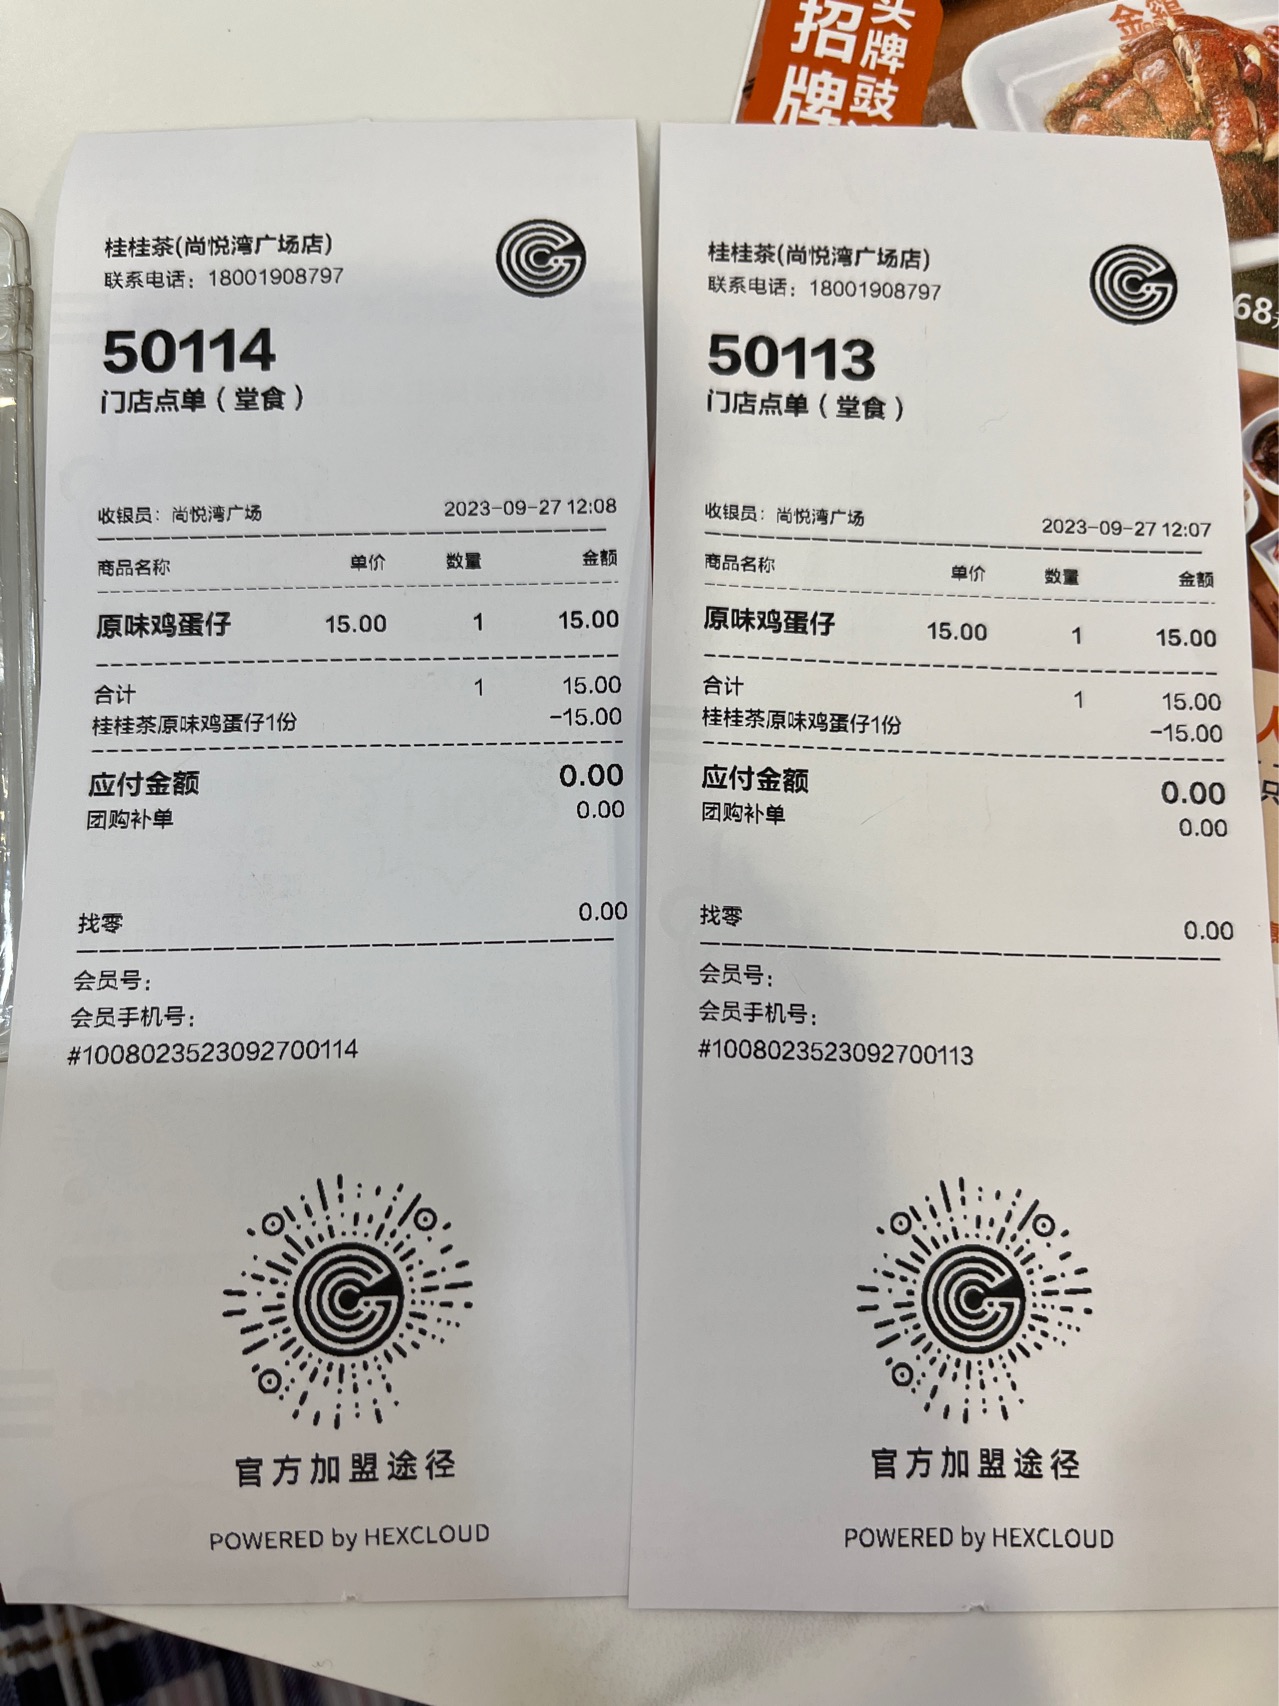 头牌豉
招牌
金鷄
68
桂桂茶(尚悦湾广场店)
联系电话：18001908797
50114
门店点单（堂食）
收银员：尚悦湾广场 2023-09-27 12:08
商品名称 单价 数量 金额
原味鸡蛋仔 15.00 1 15.00
合计 1 15.00
桂桂茶原味鸡蛋仔1份 -15.00
应付金额 0.00
团购补单 0.00
找零 0.00
会员号：
会员手机号：
#1008023523092700114
官方加盟途径
POWERED by HEXCLOUD
桂桂茶(尚悦湾广场店)
联系电话：18001908797
50113
门店点单（堂食）
收银员：尚悦湾广场 2023-09-27 12:07
商品名称 单价 数量 金额
原味鸡蛋仔 15.00 1 15.00
合计 1 15.00
桂桂茶原味鸡蛋仔1份 -15.00
应付金额 0.00
团购补单 0.00
找零 0.00
会员号：
会员手机号：
#1008023523092700113
官方加盟途径
POWERED by HEXCLOUD
只